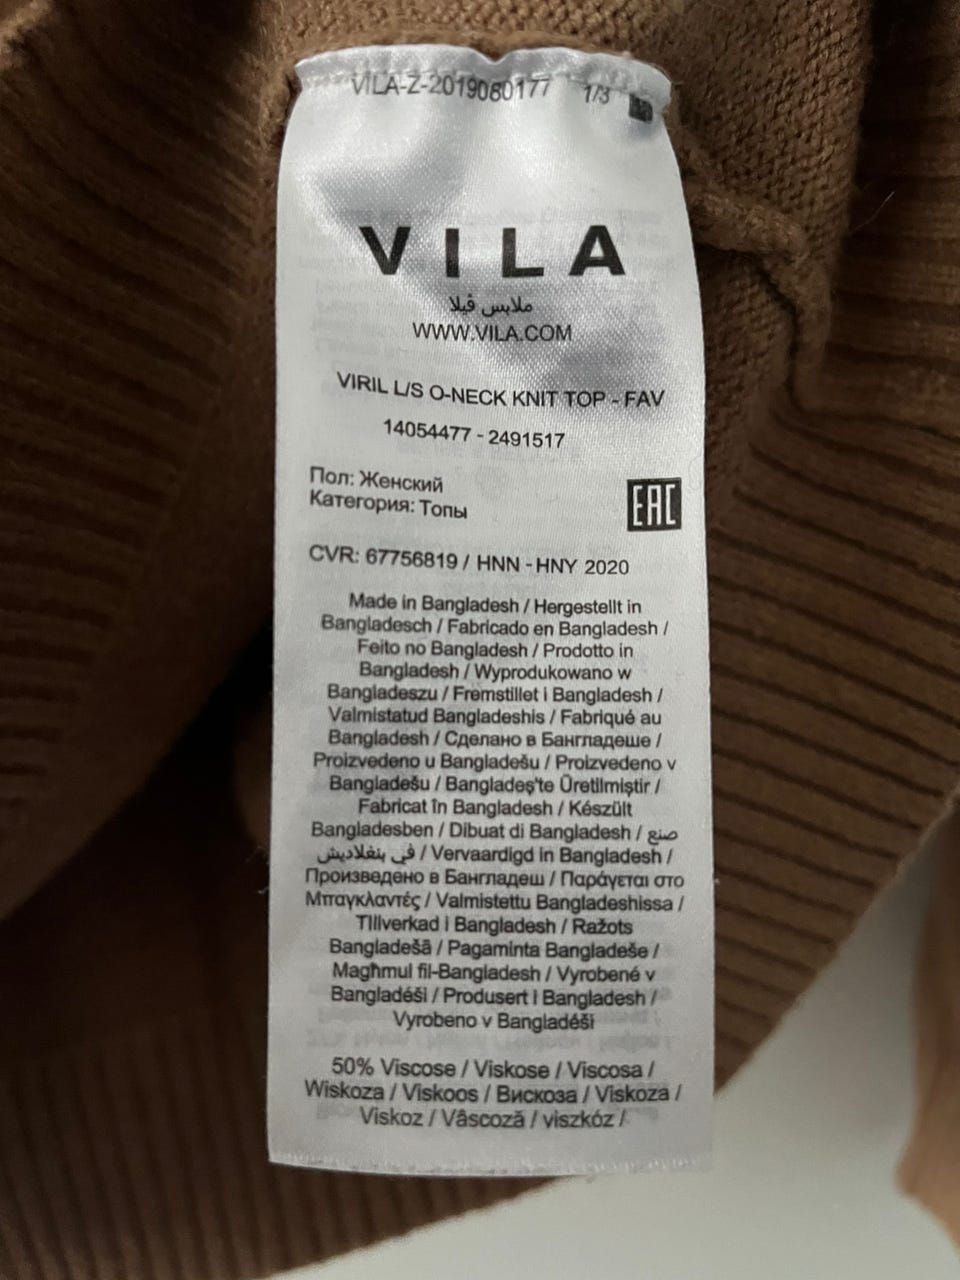 VILA-Z-2019080177 1/3
VILA
ملابس ڤيلا
WWW.VILA.COM
VIRIL L/S O-NECK KNIT TOP - FAV
14054477 - 2491517
Пол: Женский
Категория: Топы
EAC
CVR: 67756819 / HNN - HNY 2020
Made in Bangladesh / Hergestellt in
Bangladesch / Fabricado en Bangladesh /
Feito no Bangladesh / Prodotto in
Bangladesh / Wyprodukowano w
Bangladeszu / Fremstillet i Bangladesh /
Valmistatud Bangladeshis / Fabriqué au
Bangladesh / Сделано в Бангладеше /
Proizvedeno u Bangladešu / Proizvedeno v
Bangladešu / Bangladeş'te Üretilmiştir /
Fabricat în Bangladesh / Készült
Bangladesben / Dibuat di Bangladesh / صنع
في بنغلاديش / Vervaardigd in Bangladesh /
Произведено в Бангладеш / Παράγεται στο
Μπαγκλαντές / Valmistettu Bangladeshissa /
Tillverkad i Bangladesh / Ražots
Bangladešā / Pagaminta Bangladeše /
Magħmul fil-Bangladesh / Vyrobené v
Bangladéši / Produsert i Bangladesh /
Vyrobeno v Bangladéši
50% Viscose / Viskose / Viscosa /
Wiskoza / Viskoos / Вискоза / Viskoza /
Viskoz / Vâscoză / viszkóz /